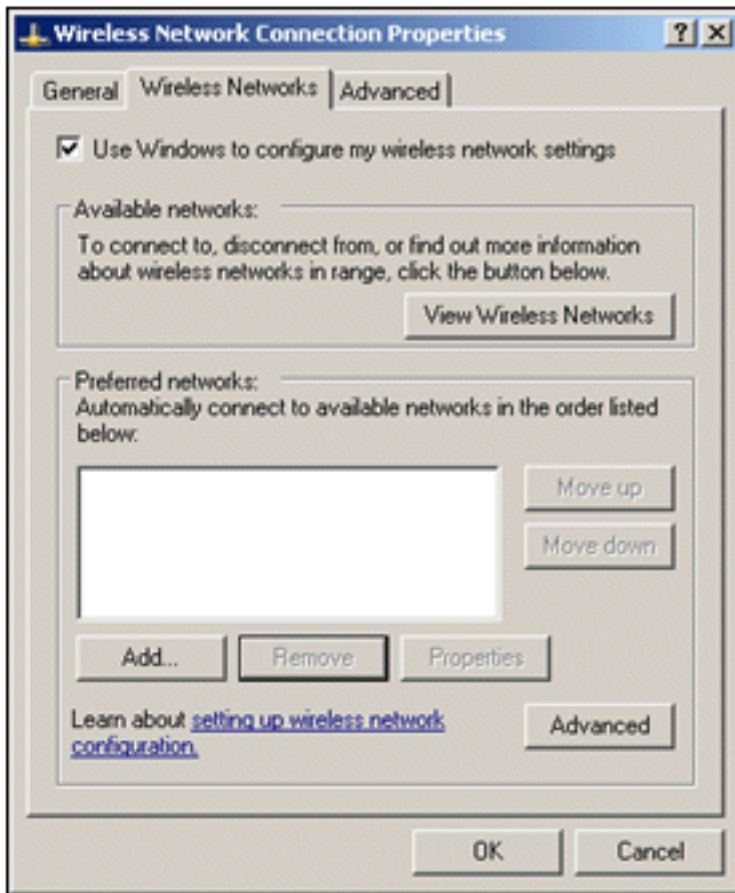 Wireless Network Connection Properties
General Wireless Networks Advanced
Use Windows to configure my wireless network settings
Available networks:
To connect to, disconnect from, or find out more information
about wireless networks in range, click the button below.
View Wireless Networks
Preferred networks:
Automatically connect to available networks in the order listed
below:
Move up
Move down
Add... Remove Properties
Learn about setting up wireless network
configuration.
Advanced
OK Cancel